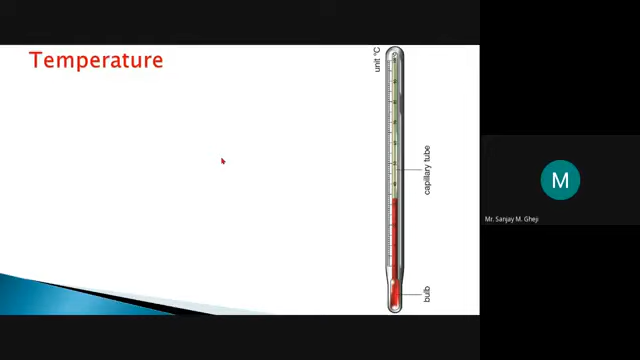 Temperature
unit °C
capillary tube
bulb
M
Mr. Sanjay M. Gheji